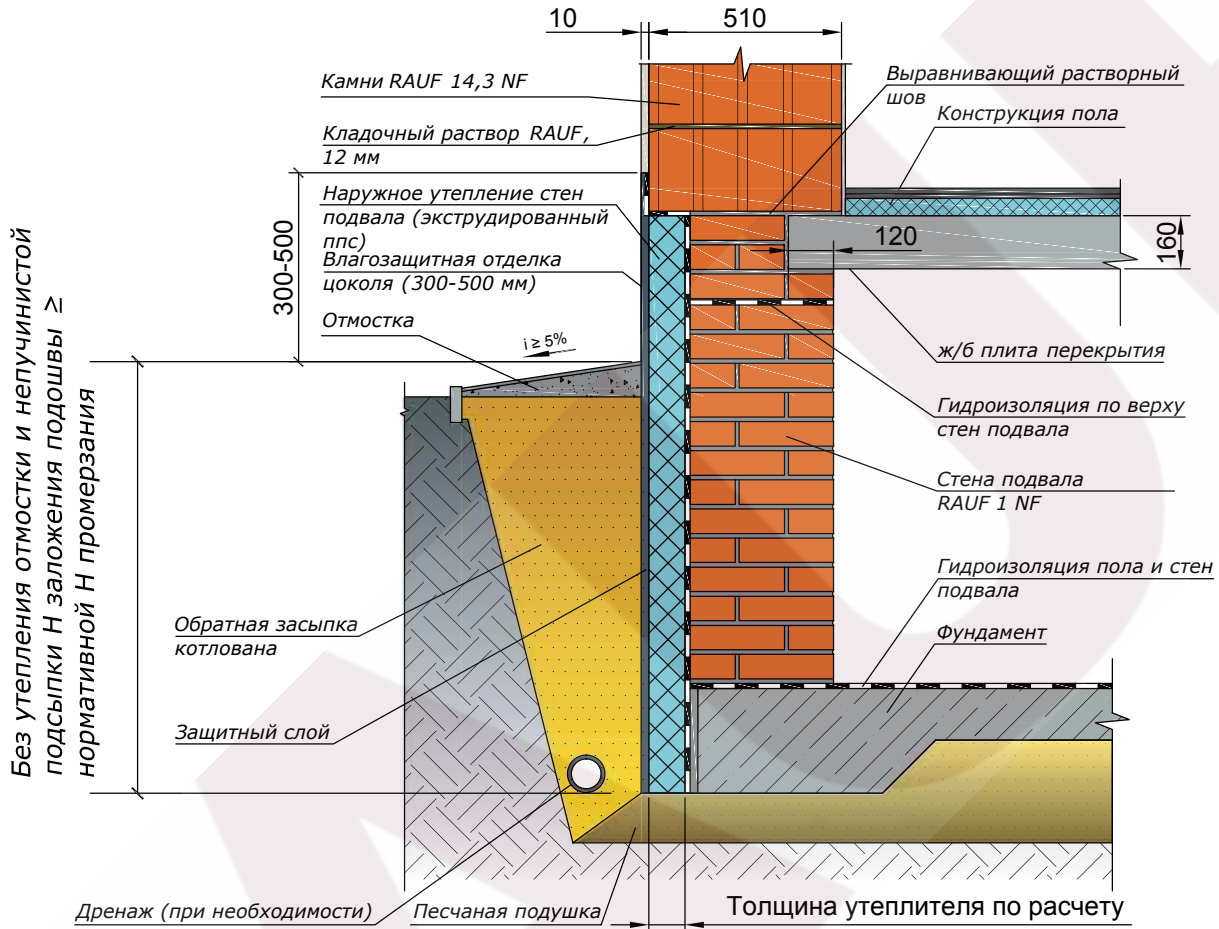 10
510
Камни RAUF 14,3 NF
Кладочный раствор RAUF,
12 мм
Наружное утепление стен
подвала (экструдированный
ппс)
Влагозащитная отделка
цоколя (300-500 мм)
Отмостка
i ≥ 5%
300-500
Без утепления отмостки и непучинистой
подсыпки Н заложения подошвы ≥
нормативной Н промерзания
Обратная засыпка
котлована
Защитный слой
Дренаж (при необходимости)
Песчаная подушка
Выравнивающий растворный
шов
Конструкция пола
120
160
ж/б плита перекрытия
Гидроизоляция по верху
стен подвала
Стена подвала
RAUF 1 NF
Гидроизоляция пола и стен
подвала
Фундамент
Толщина утеплителя по расчету